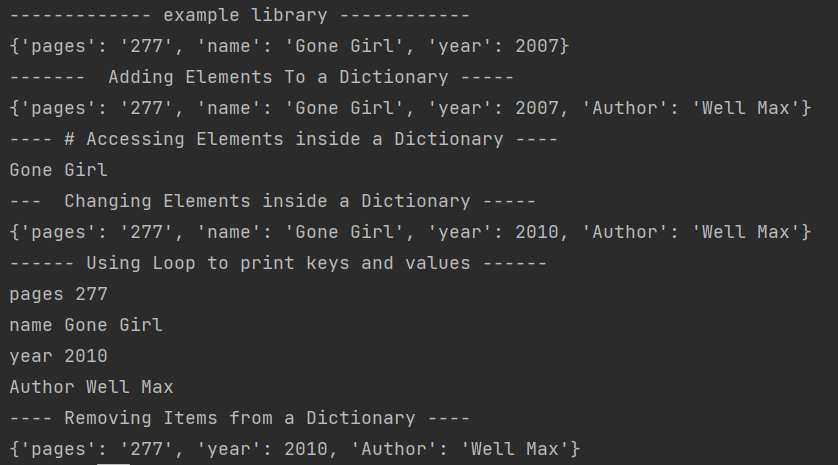 ------------- example library ------------
{'pages': '277', 'name': 'Gone Girl', 'year': 2007}
-------  Adding Elements To a Dictionary -----
{'pages': '277', 'name': 'Gone Girl', 'year': 2007, 'Author': 'Well Max'}
---- # Accessing Elements inside a Dictionary ----
Gone Girl
---  Changing Elements inside a Dictionary -----
{'pages': '277', 'name': 'Gone Girl', 'year': 2010, 'Author': 'Well Max'}
------ Using Loop to print keys and values ------
pages 277
name Gone Girl
year 2010
Author Well Max
---- Removing Items from a Dictionary ----
{'pages': '277', 'year': 2010, 'Author': 'Well Max'}